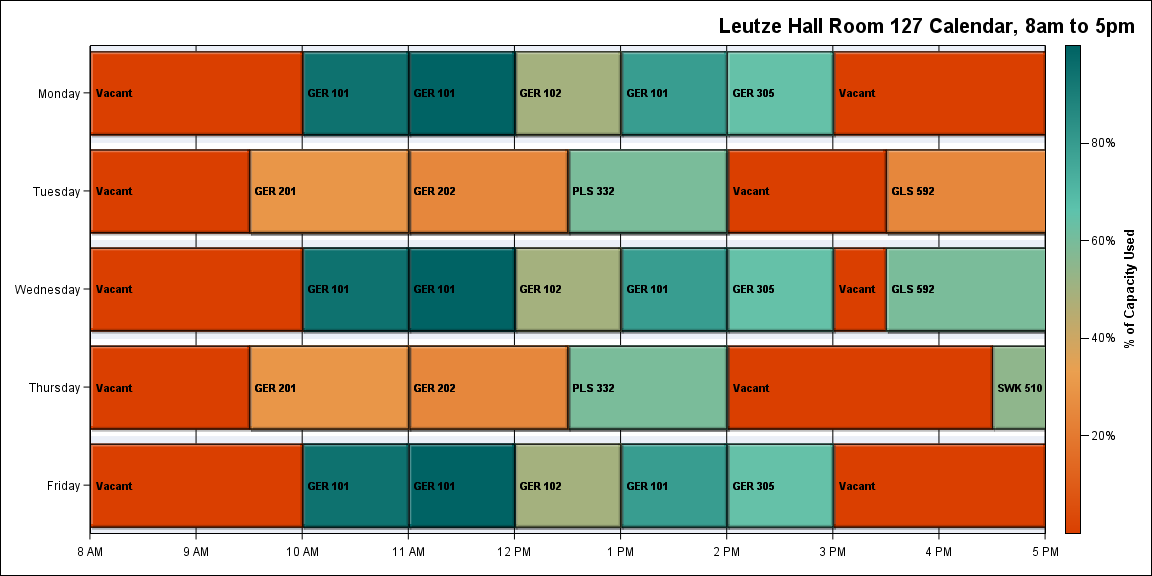 Leutze Hall Room 127 Calendar, 8am to 5pm
Monday
Vacant
GER 101
GER 101
GER 102
GER 101
GER 305
Vacant
Tuesday
Vacant
GER 201
GER 202
PLS 332
Vacant
GLS 592
Wednesday
Vacant
GER 101
GER 101
GER 102
GER 101
GER 305
Vacant
GLS 592
Thursday
Vacant
GER 201
GER 202
PLS 332
Vacant
SWK 510
Friday
Vacant
GER 101
GER 101
GER 102
GER 101
GER 305
Vacant
8 AM
9 AM
10 AM
11 AM
12 PM
1 PM
2 PM
3 PM
4 PM
5 PM
80%
60%
40%
20%
% of Capacity Used